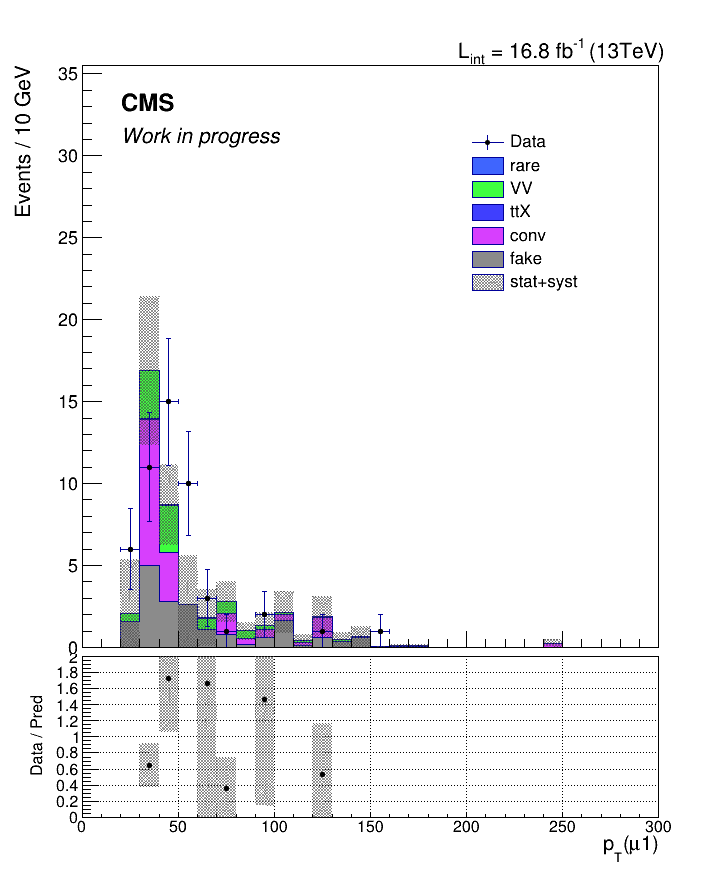 L_int = 16.8 fb⁻¹ (13TeV)
Events / 10 GeV
35
30
25
20
15
10
5
0
CMS
Work in progress
Data
rare
VV
ttX
conv
fake
stat+syst
Data / Pred
2
1.8
1.6
1.4
1.2
1
0.8
0.6
0.4
0.2
0
0 50 100 150 200 250 300
p_T(μ1)